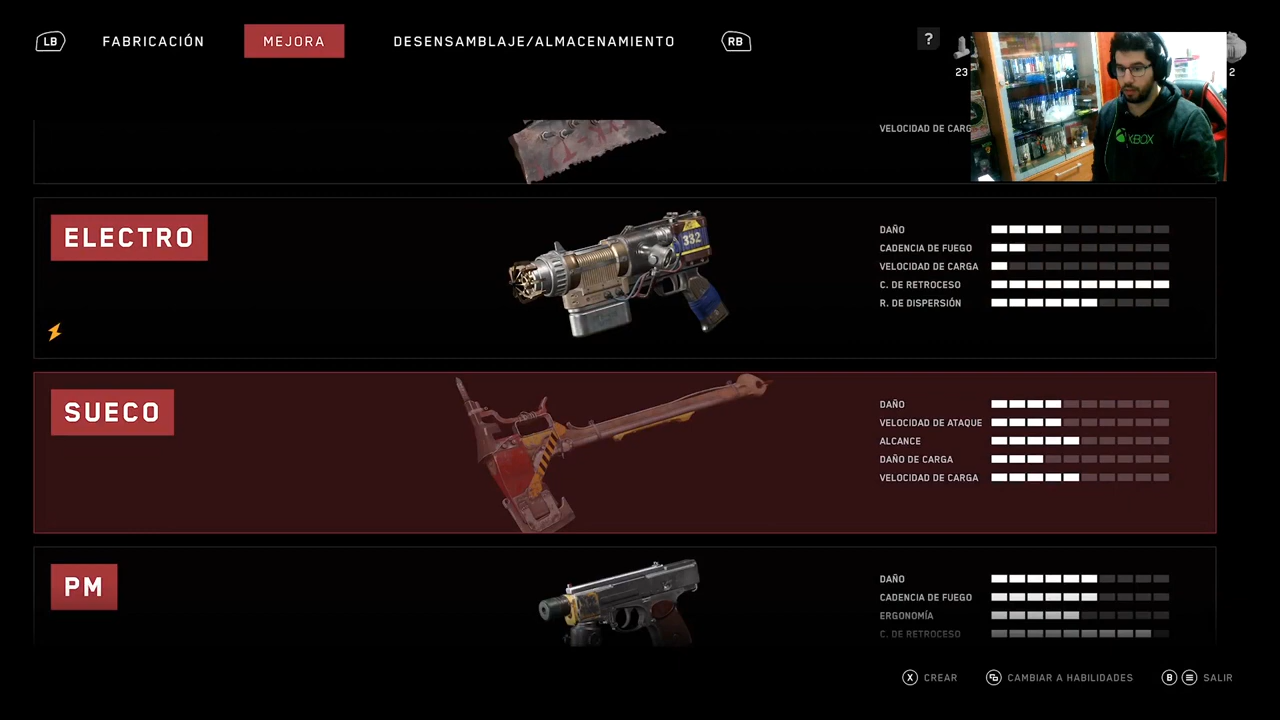 LB FABRICACIÓN MEJORA DESENSAMBLAJE/ALMACENAMIENTO RB ?
23 2
VELOCIDAD DE CARG
XBOX
ELECTRO
332
DAÑO
CADENCIA DE FUEGO
VELOCIDAD DE CARGA
C. DE RETROCESO
R. DE DISPERSIÓN
SUECO
DAÑO
VELOCIDAD DE ATAQUE
ALCANCE
DAÑO DE CARGA
VELOCIDAD DE CARGA
PM
DAÑO
CADENCIA DE FUEGO
ERGONOMÍA
C. DE RETROCESO
X CREAR CAMBIAR A HABILIDADES B SALIR